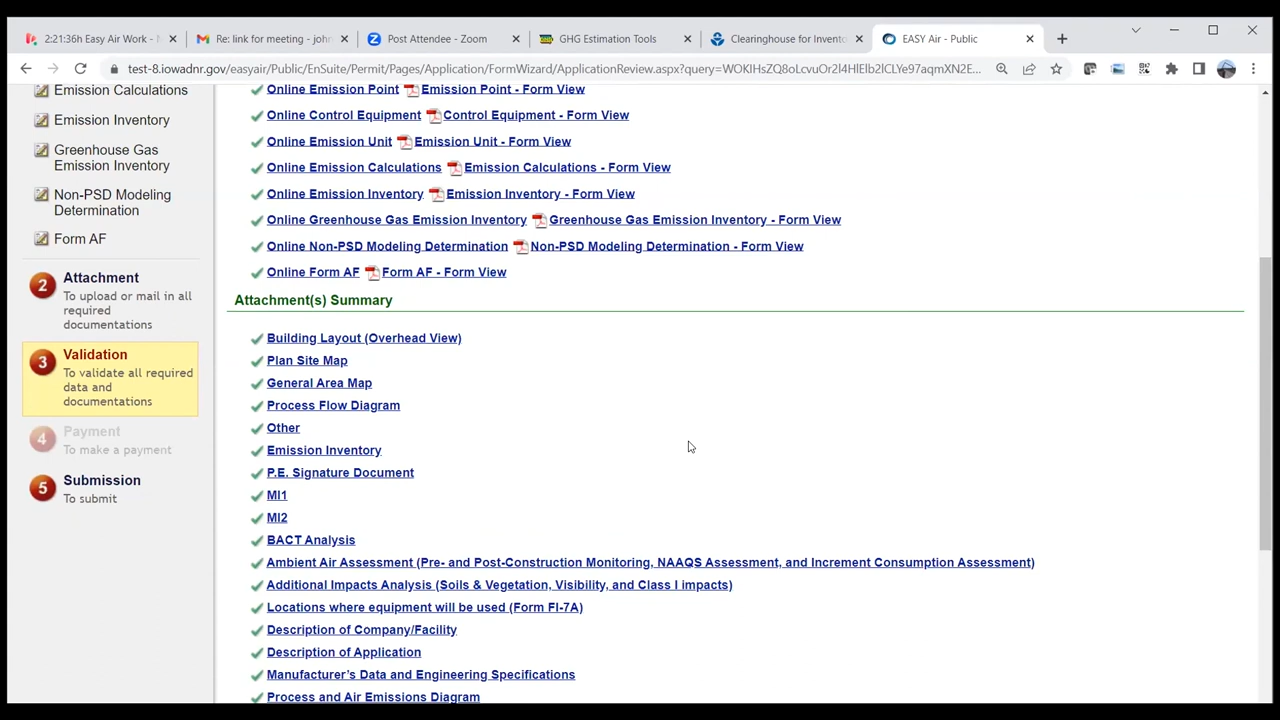 2:21:36h Easy Air Work -
Re: link for meeting - john
Post Attendee - Zoom
GHG Estimation Tools
Clearinghouse for Invento
EASY Air - Public
test-8.iowadnr.gov/easyair/Public/EnSuite/Permit/Pages/Application/FormWizard/ApplicationReview.aspx?query=WOKIHsZQ8oLcvuOr2l4HlElb2lCLYe97aqmXN2E...
Emission Calculations
Emission Inventory
Greenhouse Gas
Emission Inventory
Non-PSD Modeling
Determination
Form AF
2
Attachment
To upload or mail in all
required
documentations
3
Validation
To validate all required
data and
documentations
4
Payment
To make a payment
5
Submission
To submit
Online Emission Point Emission Point - Form View
Online Control Equipment Control Equipment - Form View
Online Emission Unit Emission Unit - Form View
Online Emission Calculations Emission Calculations - Form View
Online Emission Inventory Emission Inventory - Form View
Online Greenhouse Gas Emission Inventory Greenhouse Gas Emission Inventory - Form View
Online Non-PSD Modeling Determination Non-PSD Modeling Determination - Form View
Online Form AF Form AF - Form View
Attachment(s) Summary
Building Layout (Overhead View)
Plan Site Map
General Area Map
Process Flow Diagram
Other
Emission Inventory
P.E. Signature Document
MI1
MI2
BACT Analysis
Ambient Air Assessment (Pre- and Post-Construction Monitoring, NAAQS Assessment, and Increment Consumption Assessment)
Additional Impacts Analysis (Soils & Vegetation, Visibility, and Class I impacts)
Locations where equipment will be used (Form FI-7A)
Description of Company/Facility
Description of Application
Manufacturer's Data and Engineering Specifications
Process and Air Emissions Diagram